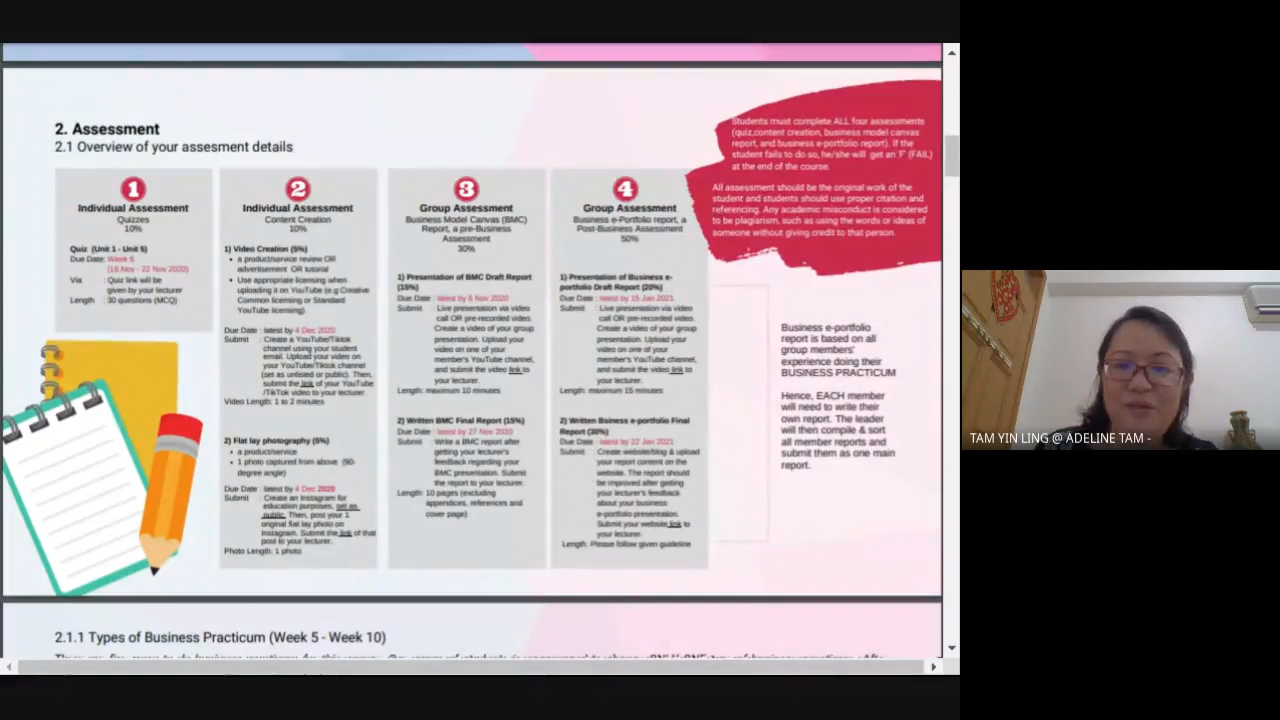 2. Assessment
2.1 Overview of your assesment details
Students must complete ALL four assessments
(quiz,content creation, business model canvas
report, and business e-portfolio report). If the
student fails to do so, he/she will get an 'F' (FAIL)
at the end of the course.
All assessment should be the original work of the
student and students should use proper citation and
referencing. Any academic misconduct is considered
to be plagiarism, such as using the words or ideas of
someone without giving credit to that person.
1
Individual Assessment
Quizzes
10%
Quiz (Unit 1 - Unit 5)
Due Date: Week 6
(16 Nov - 22 Nov 2020)
Via : Quiz link will be
given by your lecturer
Length : 30 questions (MCQ)
2
Individual Assessment
Content Creation
10%
1) Video Creation (5%)
• a product/service review OR
advertisement OR tutorial
• Use appropriate licensing when
uploading it on YouTube (e.g Creative
Common licensing or Standard
YouTube licensing).
Due Date : latest by 4 Dec 2020
Submit : Create a YouTube/Tiktok
channel using your student
email. Upload your video on
your YouTube/Tiktok channel
(set as unlisted or public). Then,
submit the link of your YouTube
/TikTok video to your lecturer.
Video Length: 1 to 2 minutes
2) Flat lay photography (5%)
• a product/service
• 1 photo captured from above (90-
degree angle)
Due Date : latest by 4 Dec 2020
Submit : Create an Instagram for
education purposes, set as
public. Then, post your 1
original flat lay photo on
Instagram. Submit the link of that
post to your lecturer.
Photo Length: 1 photo
3
Group Assessment
Business Model Canvas (BMC)
Report, a pre-Business
Assessment
30%
1) Presentation of BMC Draft Report
(15%)
Due Date : latest by 6 Nov 2020
Submit : Live presentation via video
call OR pre-recorded video.
Create a video of your group
presentation. Upload your
video on one of your
member's YouTube channel,
and submit the video link to
your lecturer.
Length: maximum 10 minutes
2) Written BMC Final Report (15%)
Due Date : latest by 27 Nov 2020
Submit : Write a BMC report after
getting your lecturer's
feedback regarding your
BMC presentation. Submit
the report to your lecturer.
Length: 10 pages (excluding
appendices, references and
cover page)
4
Group Assessment
Business e-Portfolio report, a
Post-Business Assessment
50%
1) Presentation of Business e-
portfolio Draft Report (20%)
Due Date : latest by 15 Jan 2021
Submit : Live presentation via video
call OR pre-recorded video.
Create a video of your group
presentation. Upload your
video on one of your
member's YouTube channel,
and submit the video link to
your lecturer.
Length: maximum 15 minutes
2) Written Bsiness e-portfolio Final
Report (30%)
Due Date : latest by 22 Jan 2021
Submit : Create website/blog & upload
your report content on the
website. The report should
be improved after getting
your lecturer's feedback
about your business
e-portfolio presentation.
Submit your website link to
your lecturer.
Length: Please follow given guideline
Business e-portfolio
report is based on all
group members'
experience doing their
BUSINESS PRACTICUM
Hence, EACH member
will need to write their
own report. The leader
will then compile & sort
all member reports and
submit them as one main
report.
2.1.1 Types of Business Practicum (Week 5 - Week 10)
TAM YIN LING @ ADELINE TAM -